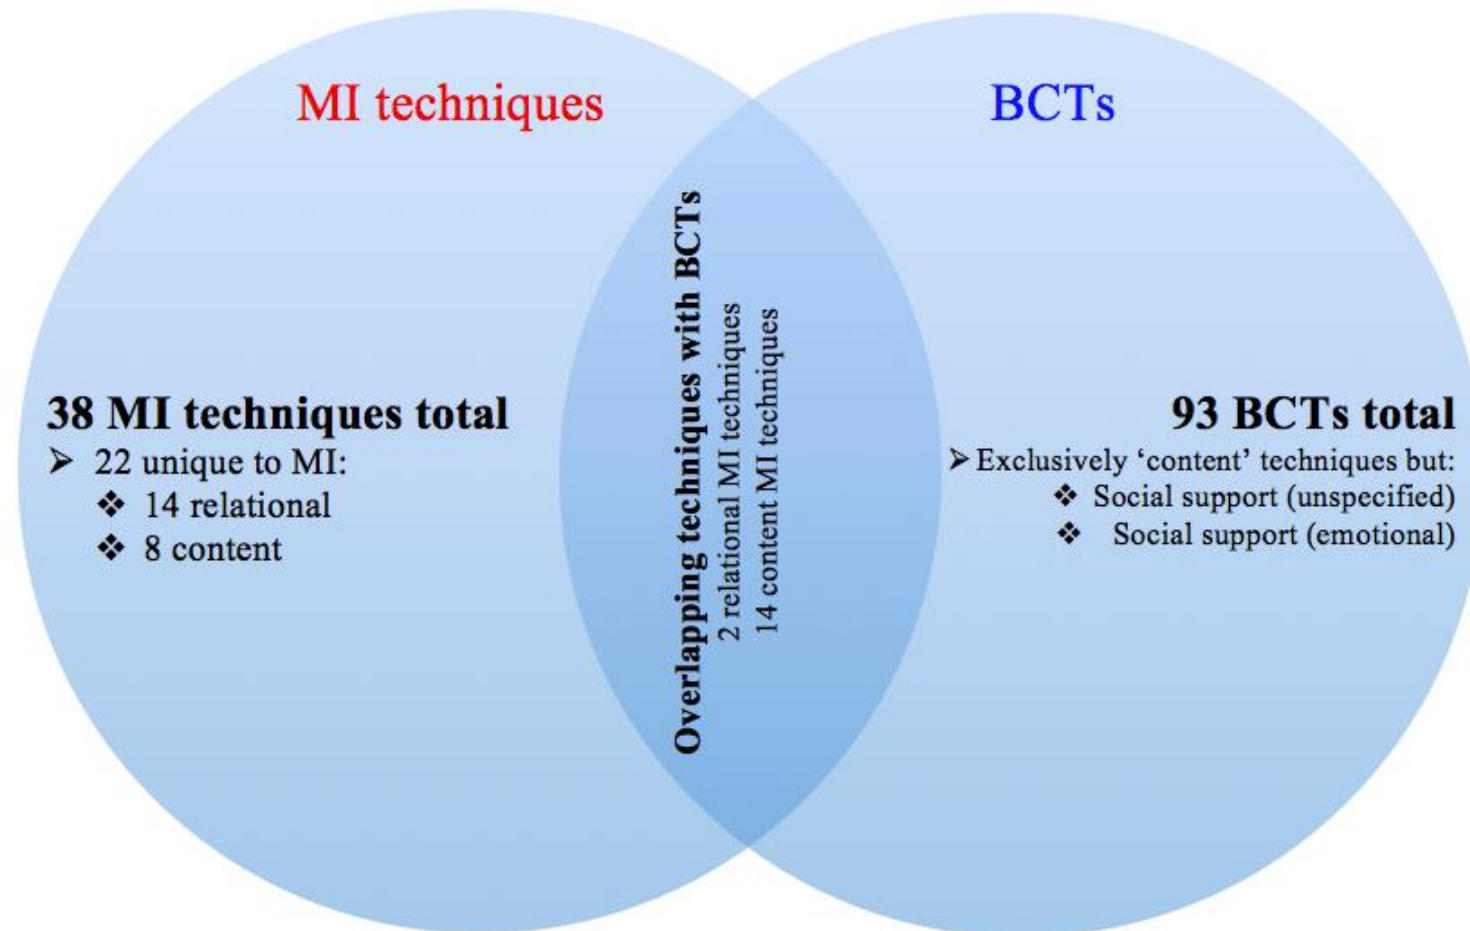 MI techniques
BCTs
38 MI techniques total
➤ 22 unique to MI:
❖ 14 relational
❖ 8 content
Overlapping techniques with BCTs
2 relational MI techniques
14 content MI techniques
93 BCTs total
➤ Exclusively ‘content’ techniques but:
❖ Social support (unspecified)
❖ Social support (emotional)